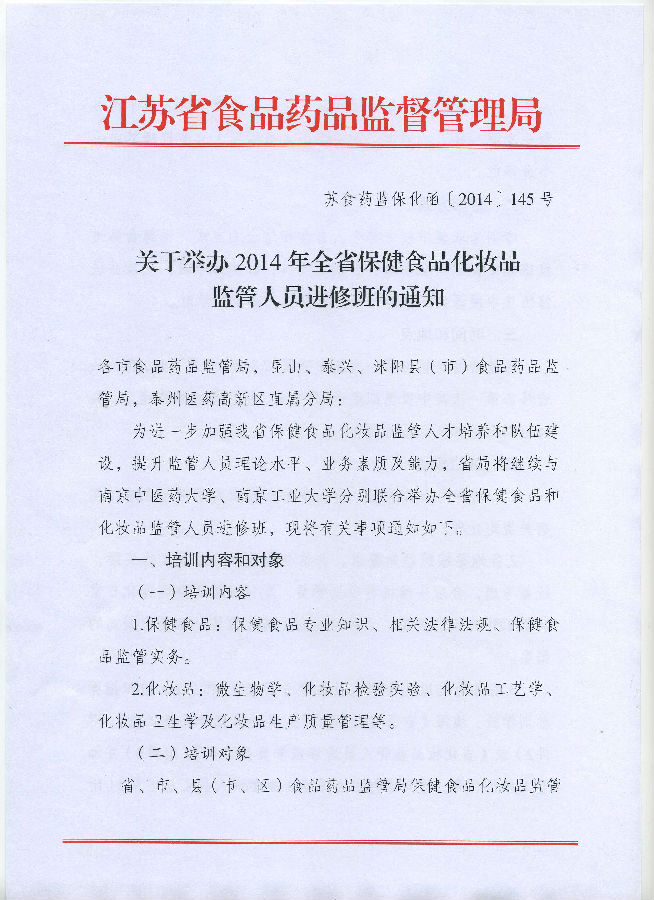 江苏省食品药品监督管理局
苏食药监保化函〔2014〕145号
关于举办2014年全省保健食品化妆品
监管人员进修班的通知
各市食品药品监管局，昆山、泰兴、沭阳县（市）食品药品监
管局，泰州医药高新区直属分局：
为进一步加强我省保健食品化妆品监管人才培养和队伍建
设，提升监管人员理论水平、业务素质及能力，省局将继续与
南京中医药大学、南京工业大学分别联合举办全省保健食品和
化妆品监管人员进修班，现将有关事项通知如下。
一、培训内容和对象
（一）培训内容
1.保健食品：保健食品专业知识、相关法律法规、保健食
品监管实务。
2.化妆品：微生物学、化妆品检验实验、化妆品工艺学、
化妆品卫生学及化妆品生产质量管理等。
（二）培训对象
省、市、县（市、区）食品药品监管局保健食品化妆品监管